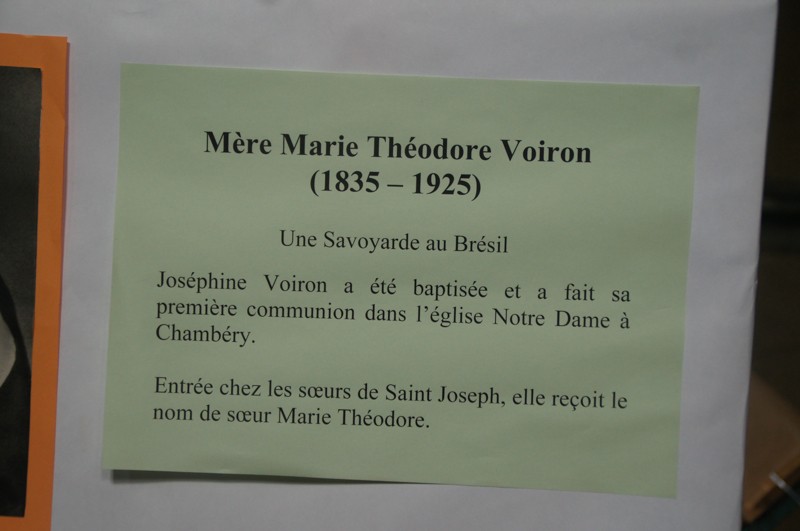 Mère Marie Théodore Voiron
(1835 – 1925)
Une Savoyarde au Brésil
Joséphine Voiron a été baptisée et a fait sa
première communion dans l'église Notre Dame à
Chambéry.
Entrée chez les sœurs de Saint Joseph, elle reçoit le
nom de sœur Marie Théodore.